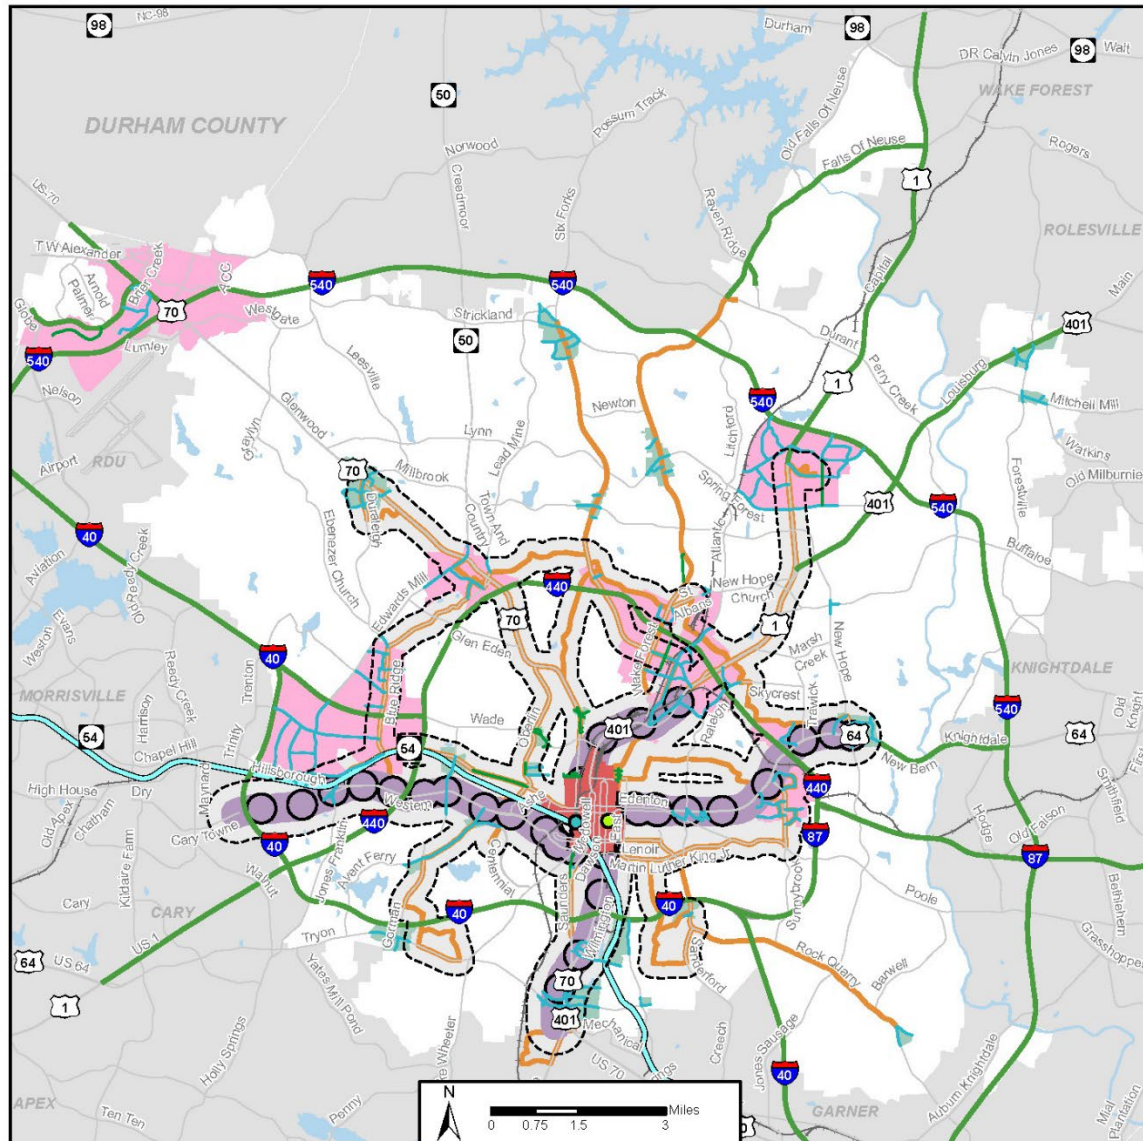 98
NC-98
Durham
98
DR Calvin Jones
98
Walt
WAKE FOREST
50
Possum Track
Old Falls Of Neuse
DURHAM COUNTY
Norwood
Falls Of Neuse
Rogers
US-70
Creedmoor
Six Forks
Raven Ridge
1
ROLESVILLE
T W Alexander
Brier Creek
ACC
Arnold Palmer
540
540
Capital
Main
Globe
70
Westgate
Strickland
401
Lumley
50
Durant
540
Leesville
Perry Creek
Louisburg
Nelson
1
540
Mitchell Mill
Glenwood
Newton
Litchford
Graylyn
Lynn
Lead Mine
Watkins
Airport
RDU
70
Millbrook
Spring Forest
Forestville
Old Milburnie
401
540
Duraleigh
Town And Country
Atlantic
40
Ebenezer Church
Buffaloe
Aviation
Reedy Creek
Old
Edwards Mill
440
New Hope
Church
St Albans
Evans
Weston
70
1
Glen Eden
Wake Forest
Marsh Creek
New Hope
40
Trenton
KNIGHTDALE
MORRISVILLE
Reedy Creek
Harrison
Blue Ridge
Skycrest
Trawick
540
Old Knight
54
Wade
Oberlin
401
Raleigh
64
Knightdale
64
Chapel Hill
Trinity
54
New Bern
First
Maynard
Hillsborough
High House
Dry
Western
Ashe
Edenton
440
Smithfield
Old Apex
Chatham
Cary Towne
440
McDowell
East
Hodge
Old Faison
Kildaire Farm
40
Jones Franklin
Dawson
Lenoir
87
87
Walnut
Avent Ferry
Centennial
Martin Luther King Jr
Sunnybrook
Cary
CARY
Saunders
Wilmington
40
Poole
Bethlehem
40
Gorman
Tryon
Grasshopper
64
US 64
US 1
Sanderford
Rock Quarry
Barwell
1
Yates Mill Pond
70
401
Mechanical
Holly Springs
Wheeler
US 70
Creech
Jones Sausage
APEX
N
40
Auburn Knightdale
Penny
Miles
Ten Ten
0 0.75 1.5 3
GARNER
Mial Plantation